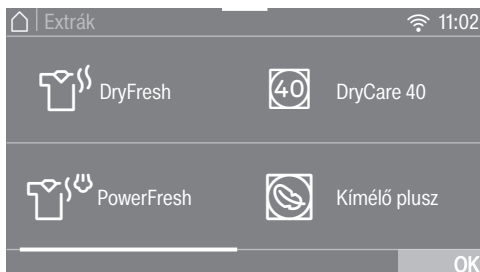 Extrák 11:02
DryFresh
40 DryCare 40
PowerFresh
Kímélő plusz
OK